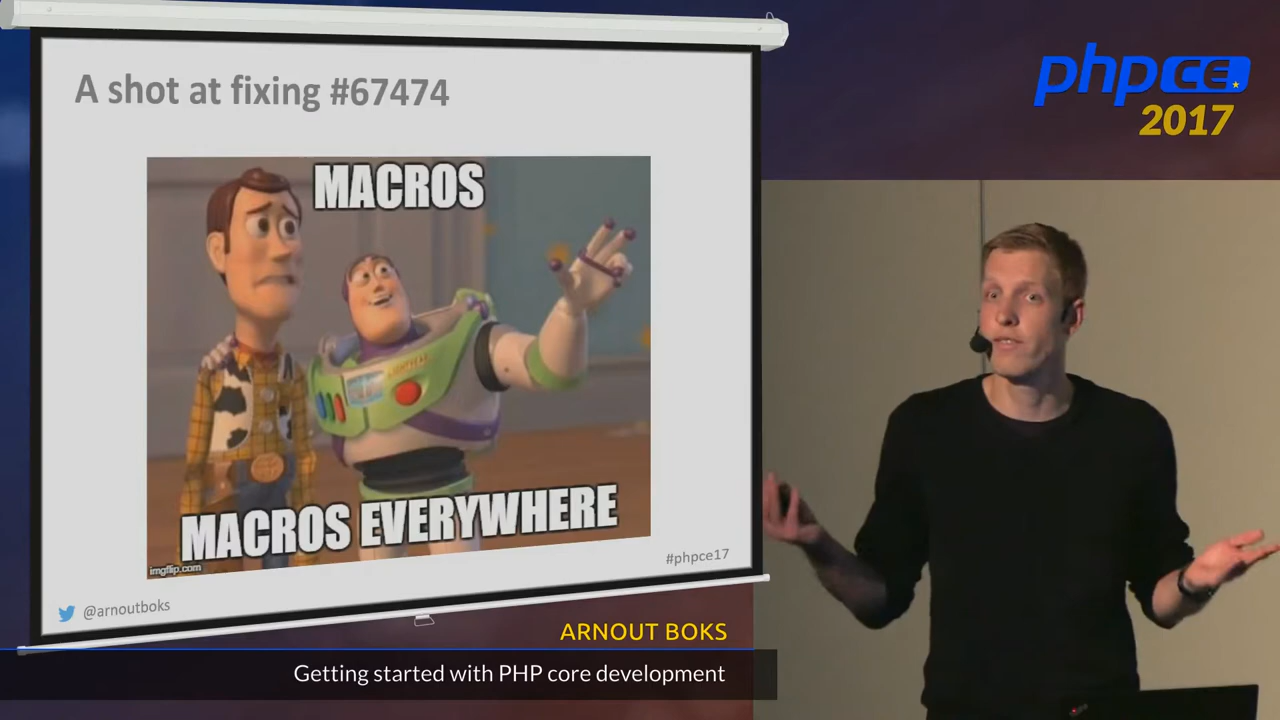 A shot at fixing #67474
MACROS
MACROS EVERYWHERE
imgflip.com
#phpce17
@arnoutboks
phpCE
2017
ARNOUT BOKS
Getting started with PHP core development